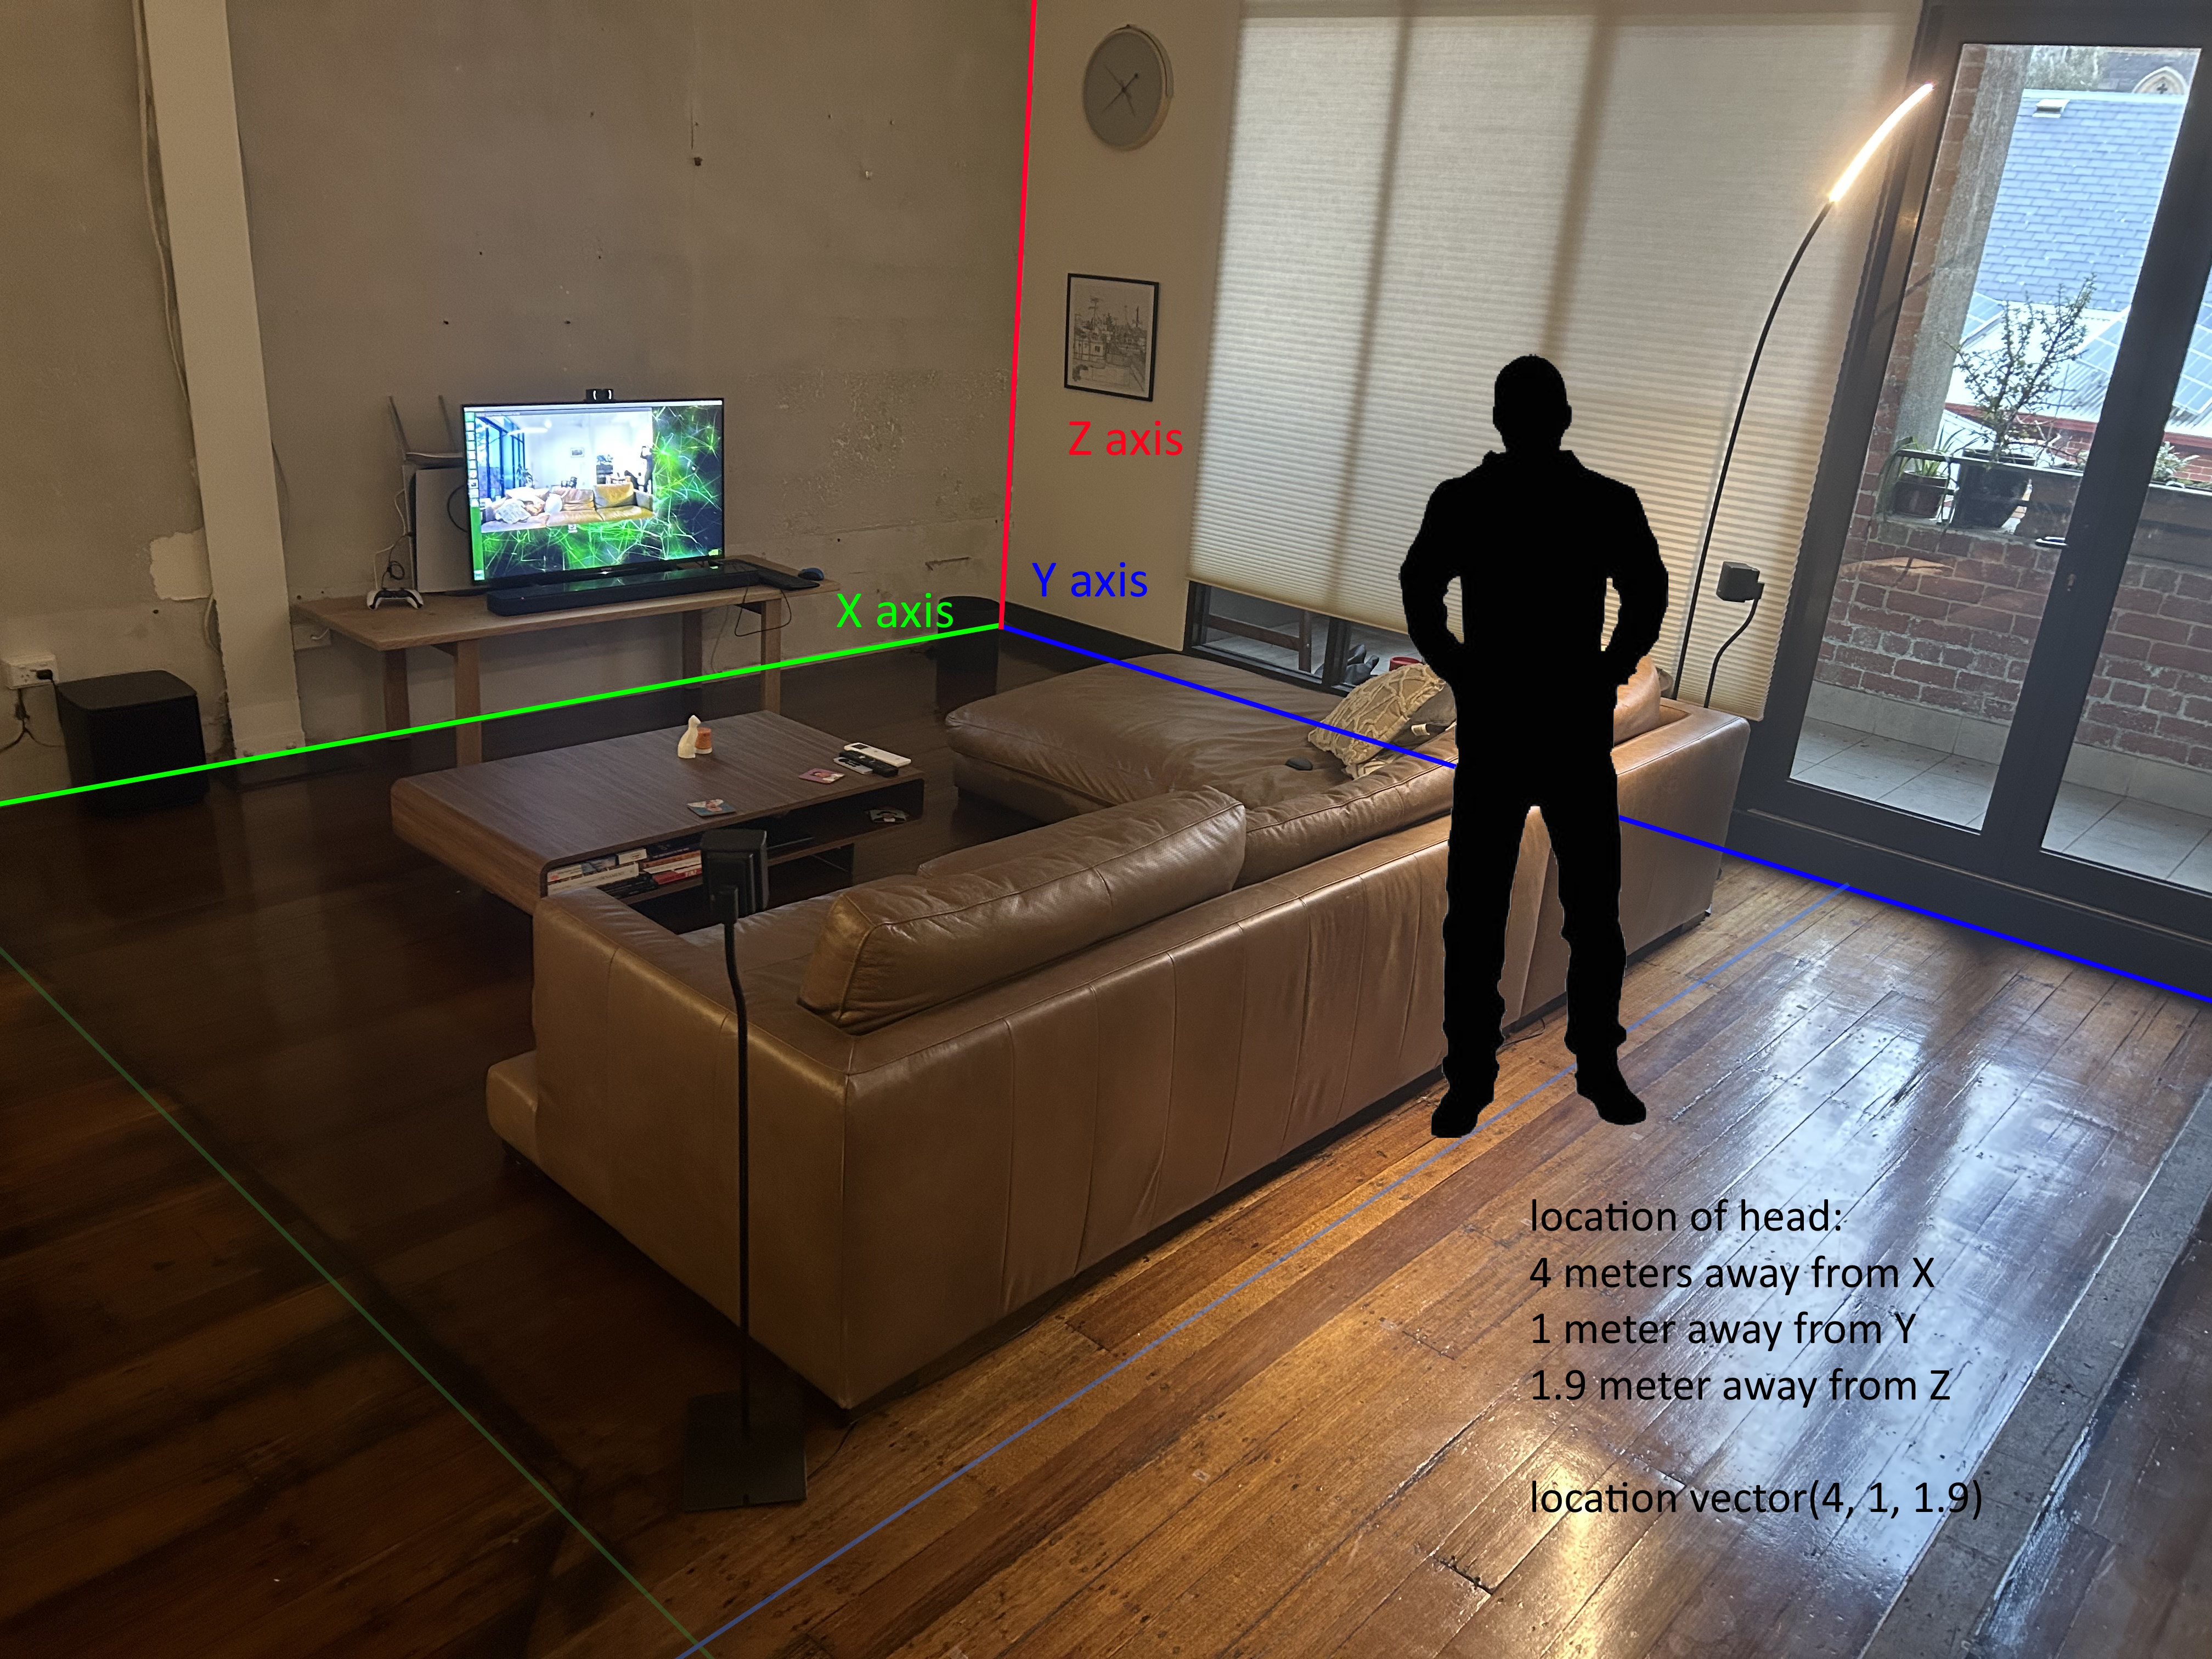 Z axis
Y axis
X axis
location of head:
4 meters away from X
1 meter away from Y
1.9 meter away from Z
location vector(4, 1, 1.9)